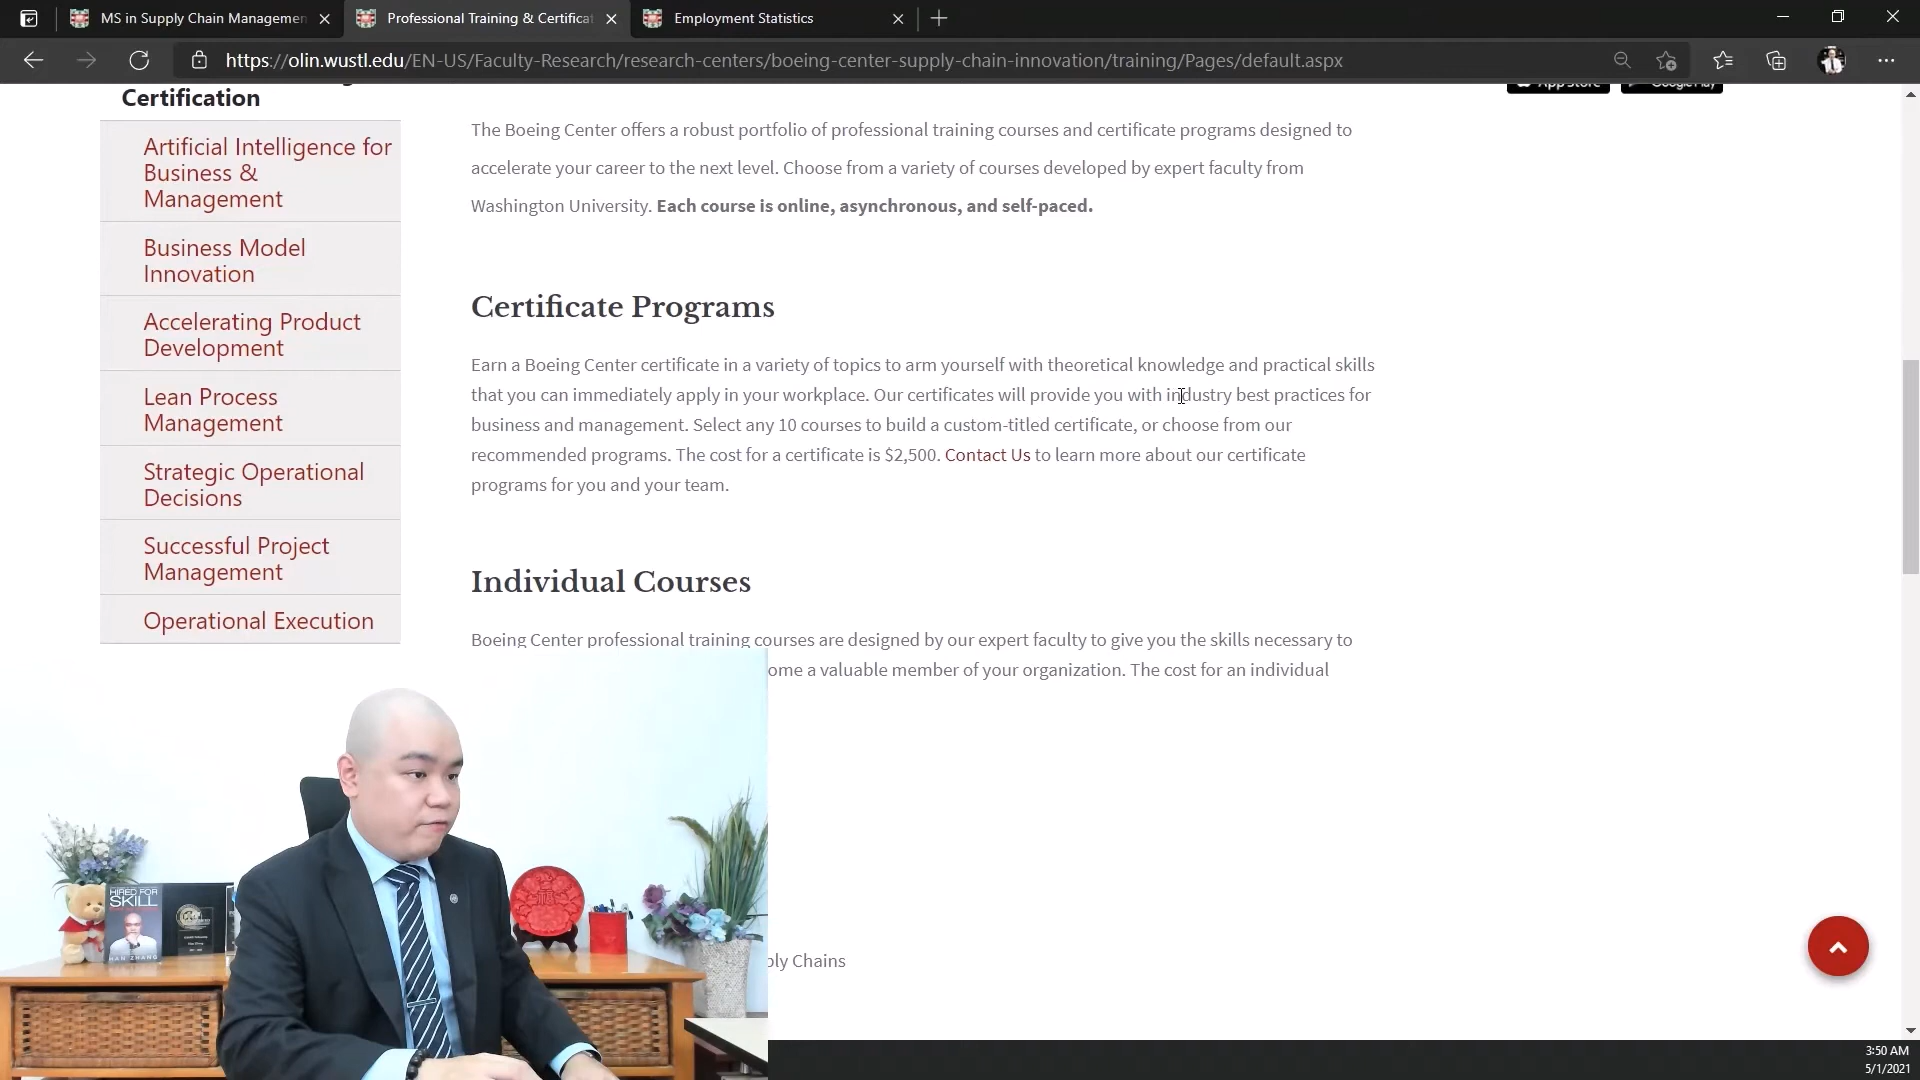 MS in Supply Chain Managemen
Professional Training & Certifica
Employment Statistics
https://olin.wustl.edu/EN-US/Faculty-Research/research-centers/boeing-center-supply-chain-innovation/training/Pages/default.aspx
Certification
Artificial Intelligence for
Business &
Management
Business Model
Innovation
Accelerating Product
Development
Lean Process
Management
Strategic Operational
Decisions
Successful Project
Management
Operational Execution
App Store
Google Play
The Boeing Center offers a robust portfolio of professional training courses and certificate programs designed to
accelerate your career to the next level. Choose from a variety of courses developed by expert faculty from
Washington University. Each course is online, asynchronous, and self-paced.
Certificate Programs
Earn a Boeing Center certificate in a variety of topics to arm yourself with theoretical knowledge and practical skills
that you can immediately apply in your workplace. Our certificates will provide you with industry best practices for
business and management. Select any 10 courses to build a custom-titled certificate, or choose from our
recommended programs. The cost for a certificate is $2,500. Contact Us to learn more about our certificate
programs for you and your team.
Individual Courses
Boeing Center professional training courses are designed by our expert faculty to give you the skills necessary to
ome a valuable member of your organization. The cost for an individual
ply Chains
HIRED FOR
SKILL
HAN ZHANG
3:50 AM
5/1/2021